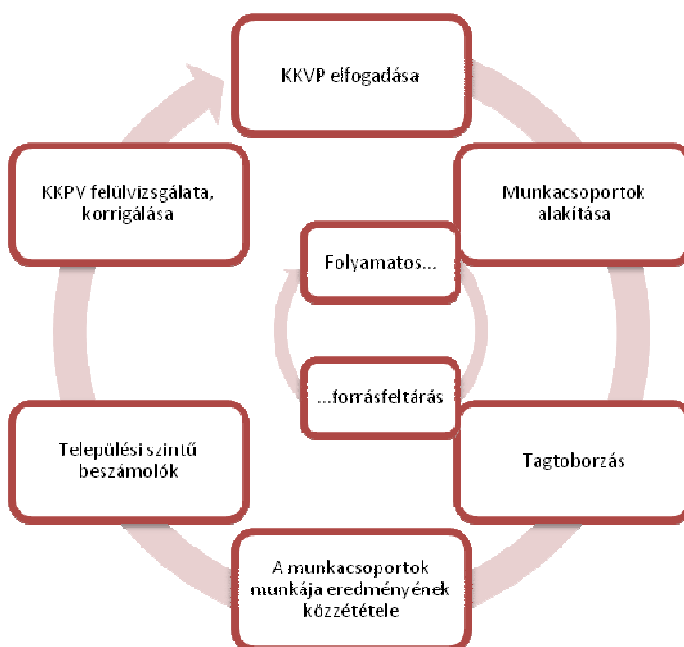 KKVP elfogadása
Munkacsoportok
alakítása
Tagtoborzás
A munkacsoportok
munkája eredményének
közzététele
Települési szintű
beszámolók
KKPV felülvizsgálata,
korrigálása
Folyamatos...
...forrásfeltárás